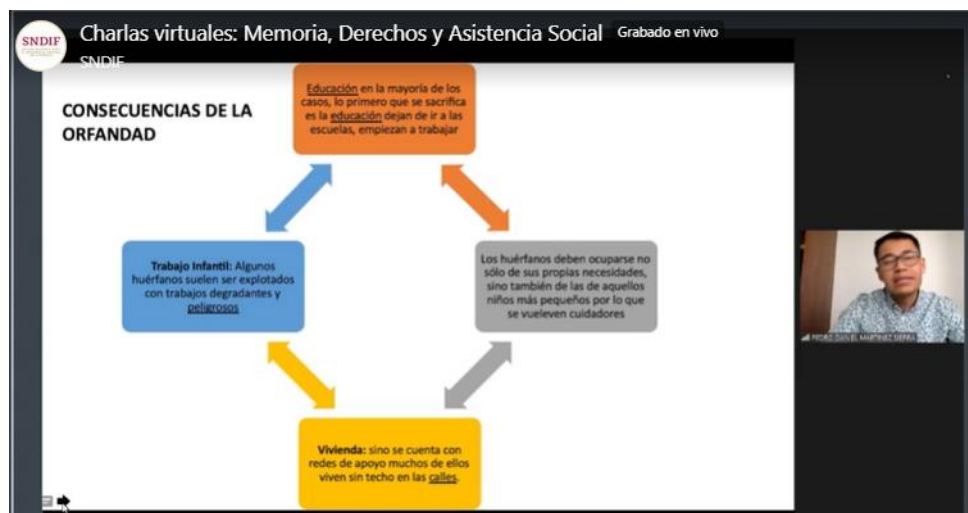 SNDIF
Charlas virtuales: Memoria, Derechos y Asistencia Social
Grabado en vivo
SNDIF
CONSECUENCIAS DE LA
ORFANDAD
Educación en la mayoría de los
casos, lo primero que se sacrifica
es la educación dejan de ir a las
escuelas, empiezan a trabajar
Trabajo Infantil: Algunos
huérfanos suelen ser explotados
con trabajos degradantes y
peligrosos
Los huérfanos deben ocuparse no
sólo de sus propias necesidades,
sino también de las de aquellos
niños más pequeños por lo que
se vueleven cuidadores
Vivienda: sino se cuenta con
redes de apoyo muchos de ellos
viven sin techo en las calles.
PEDRO DANIEL MARTINEZ SIERRA